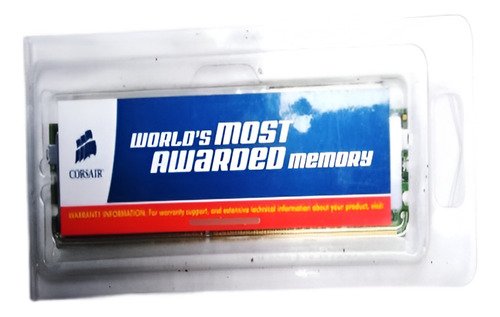 WORLD'S MOST
AWARDED MEMORY
CORSAIR
WARRANTY INFORMATION: For warranty support, and extensive technical information about your product, visit